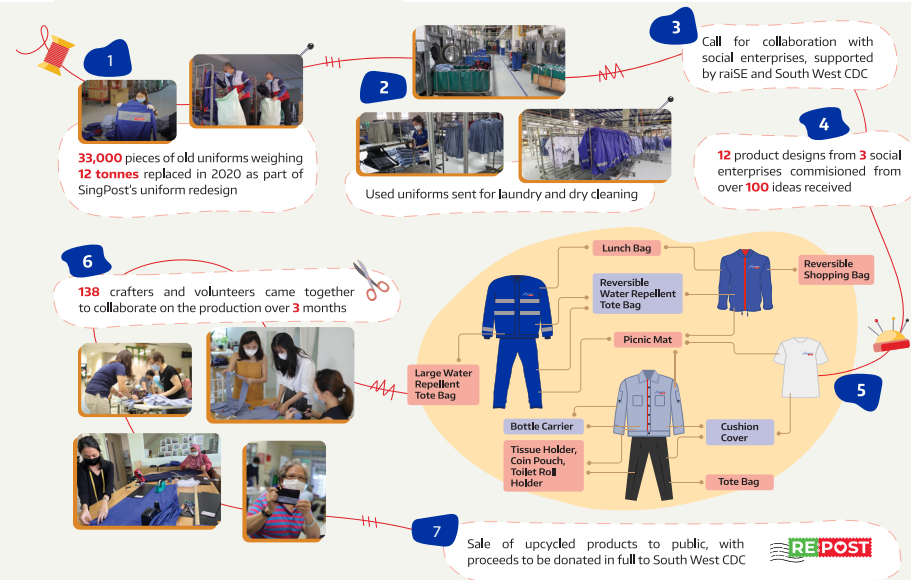 1
33,000 pieces of old uniforms weighing
12 tonnes replaced in 2020 as part of
SingPost's uniform redesign
2
Used uniforms sent for laundry and dry cleaning
3
Call for collaboration with
social enterprises, supported
by raiSE and South West CDC
4
12 product designs from 3 social
enterprises commisioned from
over 100 ideas received
5
Lunch Bag
Reversible
Shopping Bag
Reversible
Water Repellent
Tote Bag
Picnic Mat
Large Water
Repellent
Tote Bag
Bottle Carrier
Cushion
Cover
Tissue Holder,
Coin Pouch,
Toilet Roll
Holder
Tote Bag
6
138 crafters and volunteers came together
to collaborate on the production over 3 months
7
Sale of upcycled products to public, with
proceeds to be donated in full to South West CDC
RE:POST